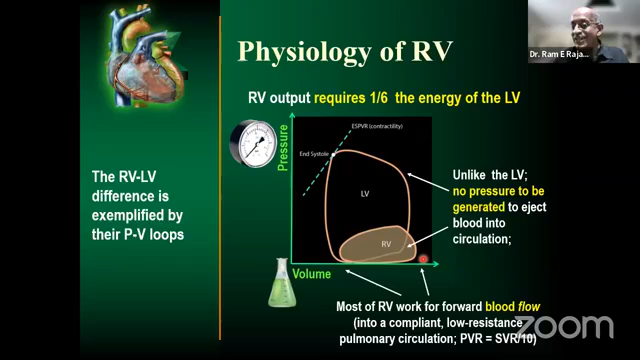 Dr. Ram E Raja...
Physiology of RV
RV output requires 1/6 the energy of the LV
ESPVR (contractility)
End Systole
Pressure
LV
RV
Volume
The RV-LV
difference is
exemplified by
their P-V loops
Unlike the LV;
no pressure to be
generated to eject
blood into
circulation;
Most of RV work for forward blood flow
(into a compliant, low-resistance
pulmonary circulation; PVR = SVR/10)
zoom